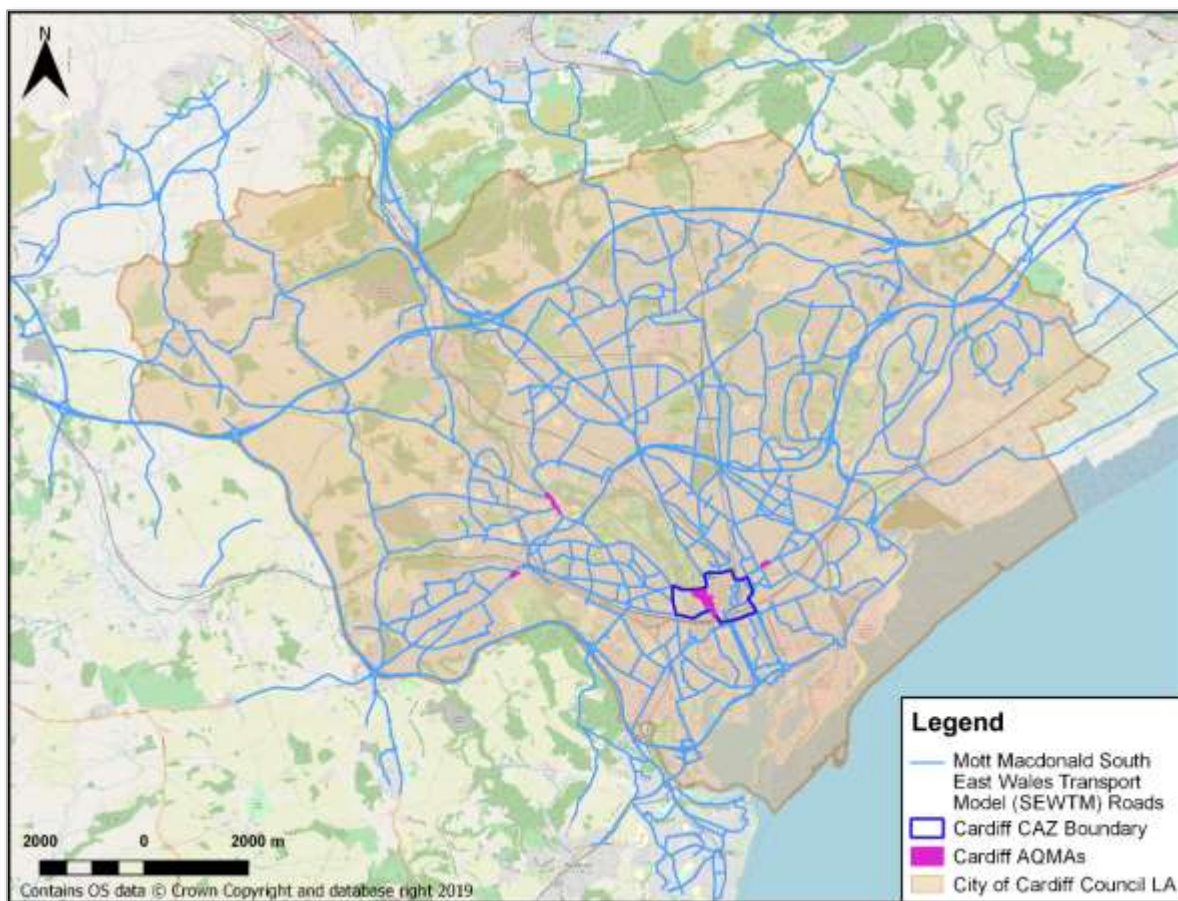 N
Legend
Mott Macdonald South
East Wales Transport
Model (SEWTM) Roads
Cardiff CAZ Boundary
Cardiff AQMAs
City of Cardiff Council LA
2000 0 2000 m
Contains OS data © Crown Copyright and database right 2019